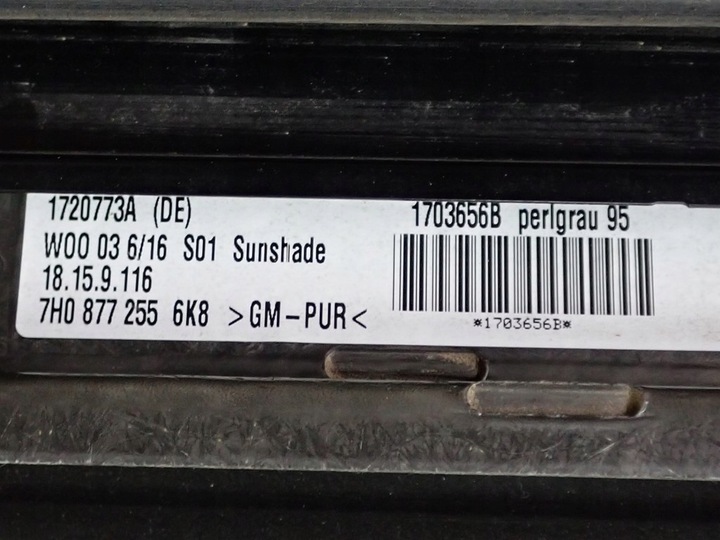 1720773A (DE)
W00 03 6/16 S01 Sunshade
18.15.9.116
7H0 877 255 6K8 >GM-PUR<
1703656B perlgrau 95
*1703656B*